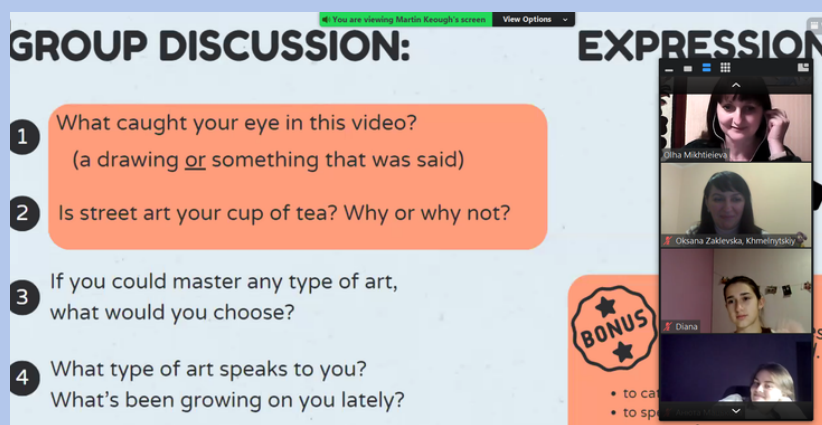 You are viewing Martin Keough's screen
View Options
GROUP DISCUSSION:
1
What caught your eye in this video?
(a drawing or something that was said)
2
Is street art your cup of tea? Why or why not?
3
If you could master any type of art,
what would you choose?
4
What type of art speaks to you?
What's been growing on you lately?
EXPRESSION
BONUS
• to
• to
Olha Mikhtieieva
Oksana Zaklevska, Khmelnytskiy
Diana